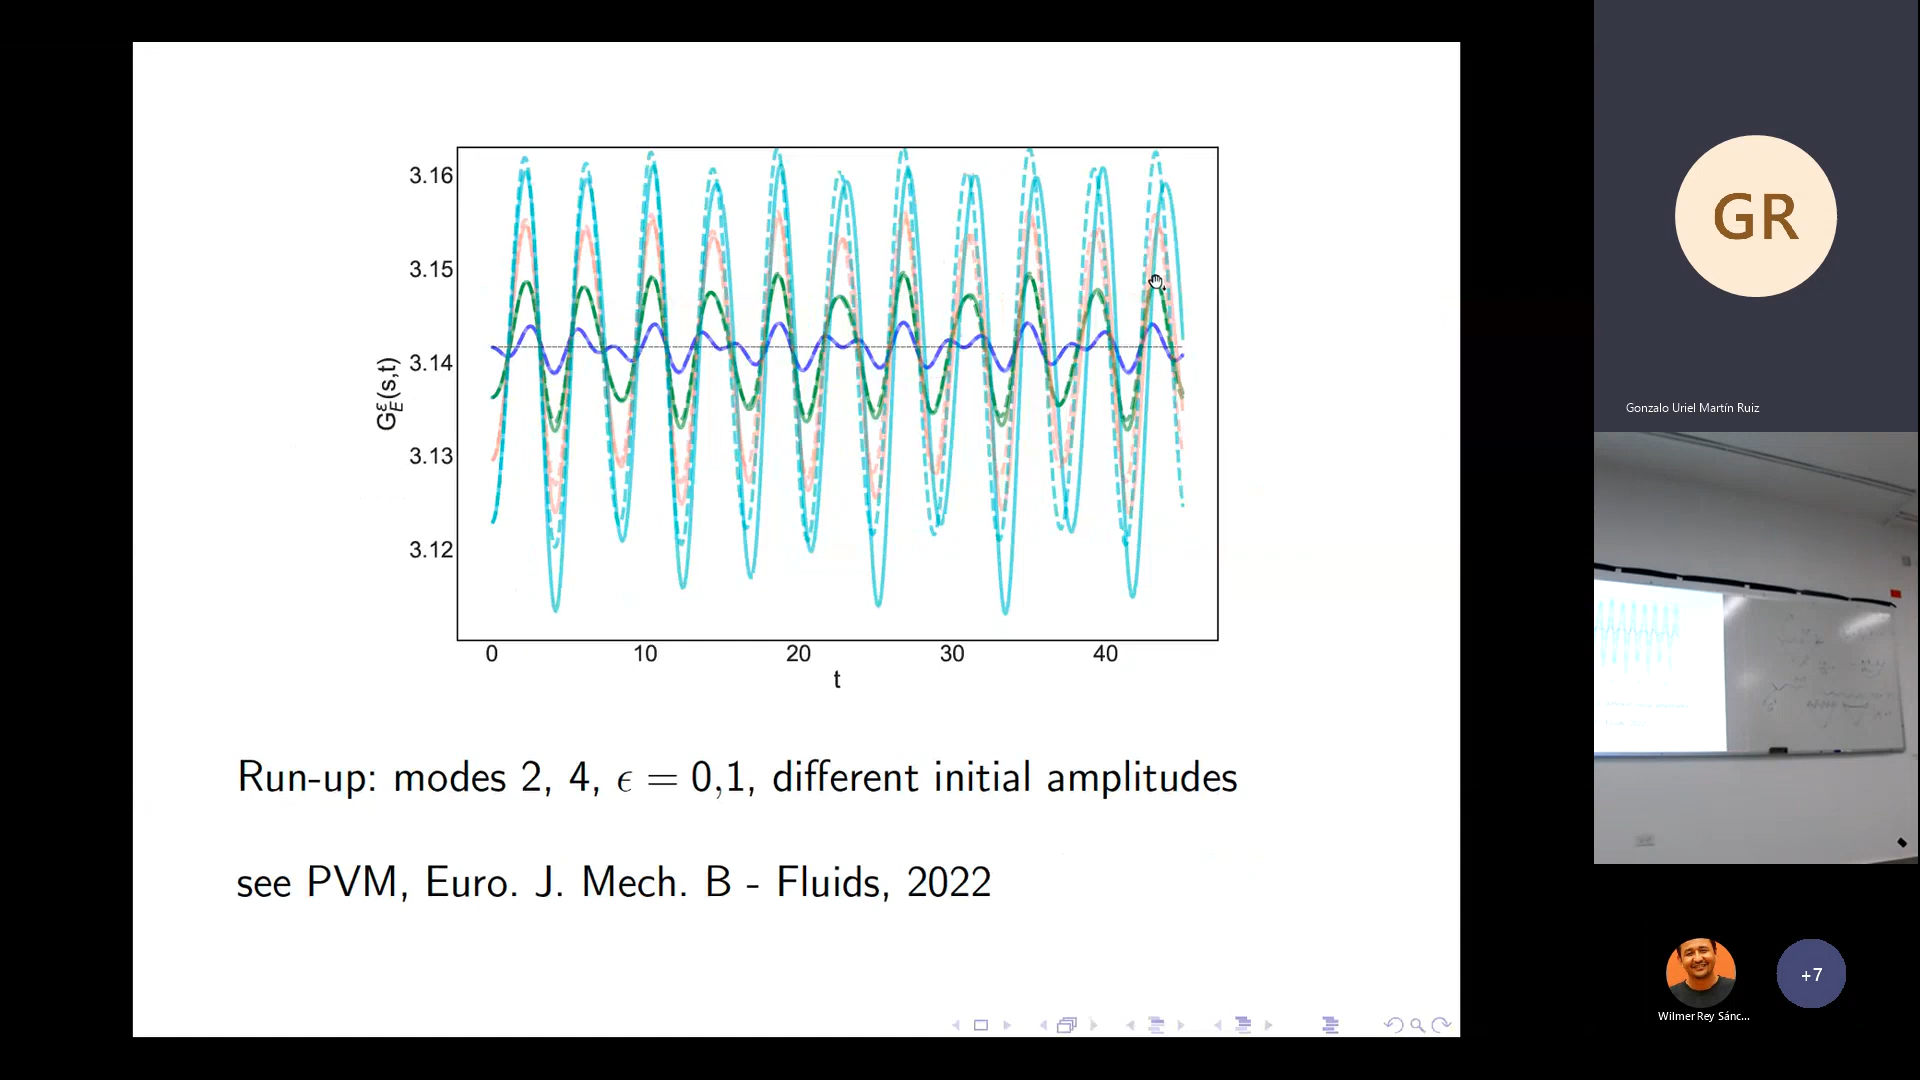 3.16
3.15
3.14
3.13
3.12
G_E^ε(s,t)
0 10 20 30 40
t
Run-up: modes 2, 4, ϵ = 0,1, different initial amplitudes
see PVM, Euro. J. Mech. B - Fluids, 2022
GR
Gonzalo Uriel Martín Ruiz
Wilmer Rey Sánc...
+7